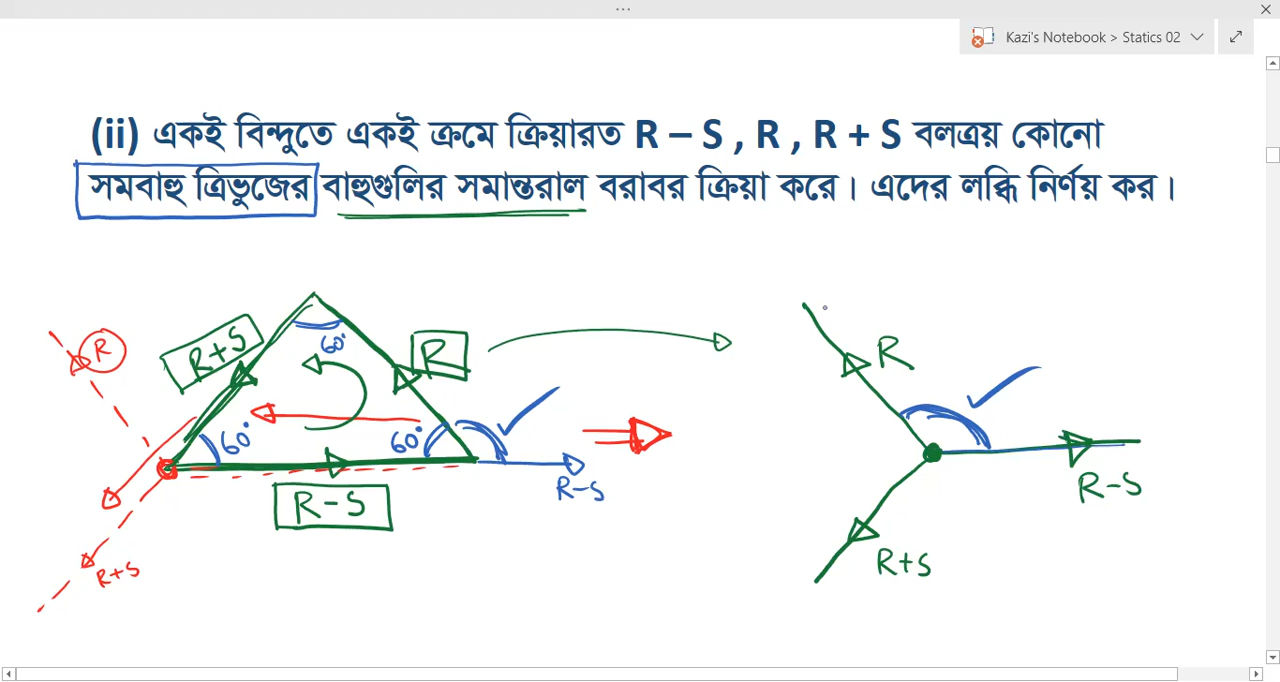 Kazi's Notebook > Statics 02
(ii) একই বিন্দুতে একই ক্রমে ক্রিয়ারত R – S , R , R + S বলত্রয় কোনো
সমবাহু ত্রিভুজের বাহুগুলির সমান্তরাল বরাবর ক্রিয়া করে। এদের লব্ধি নির্ণয় কর।
R
R+S
60°
R
60°
60°
R–S
R–S
R+S
R
R–S
R+S